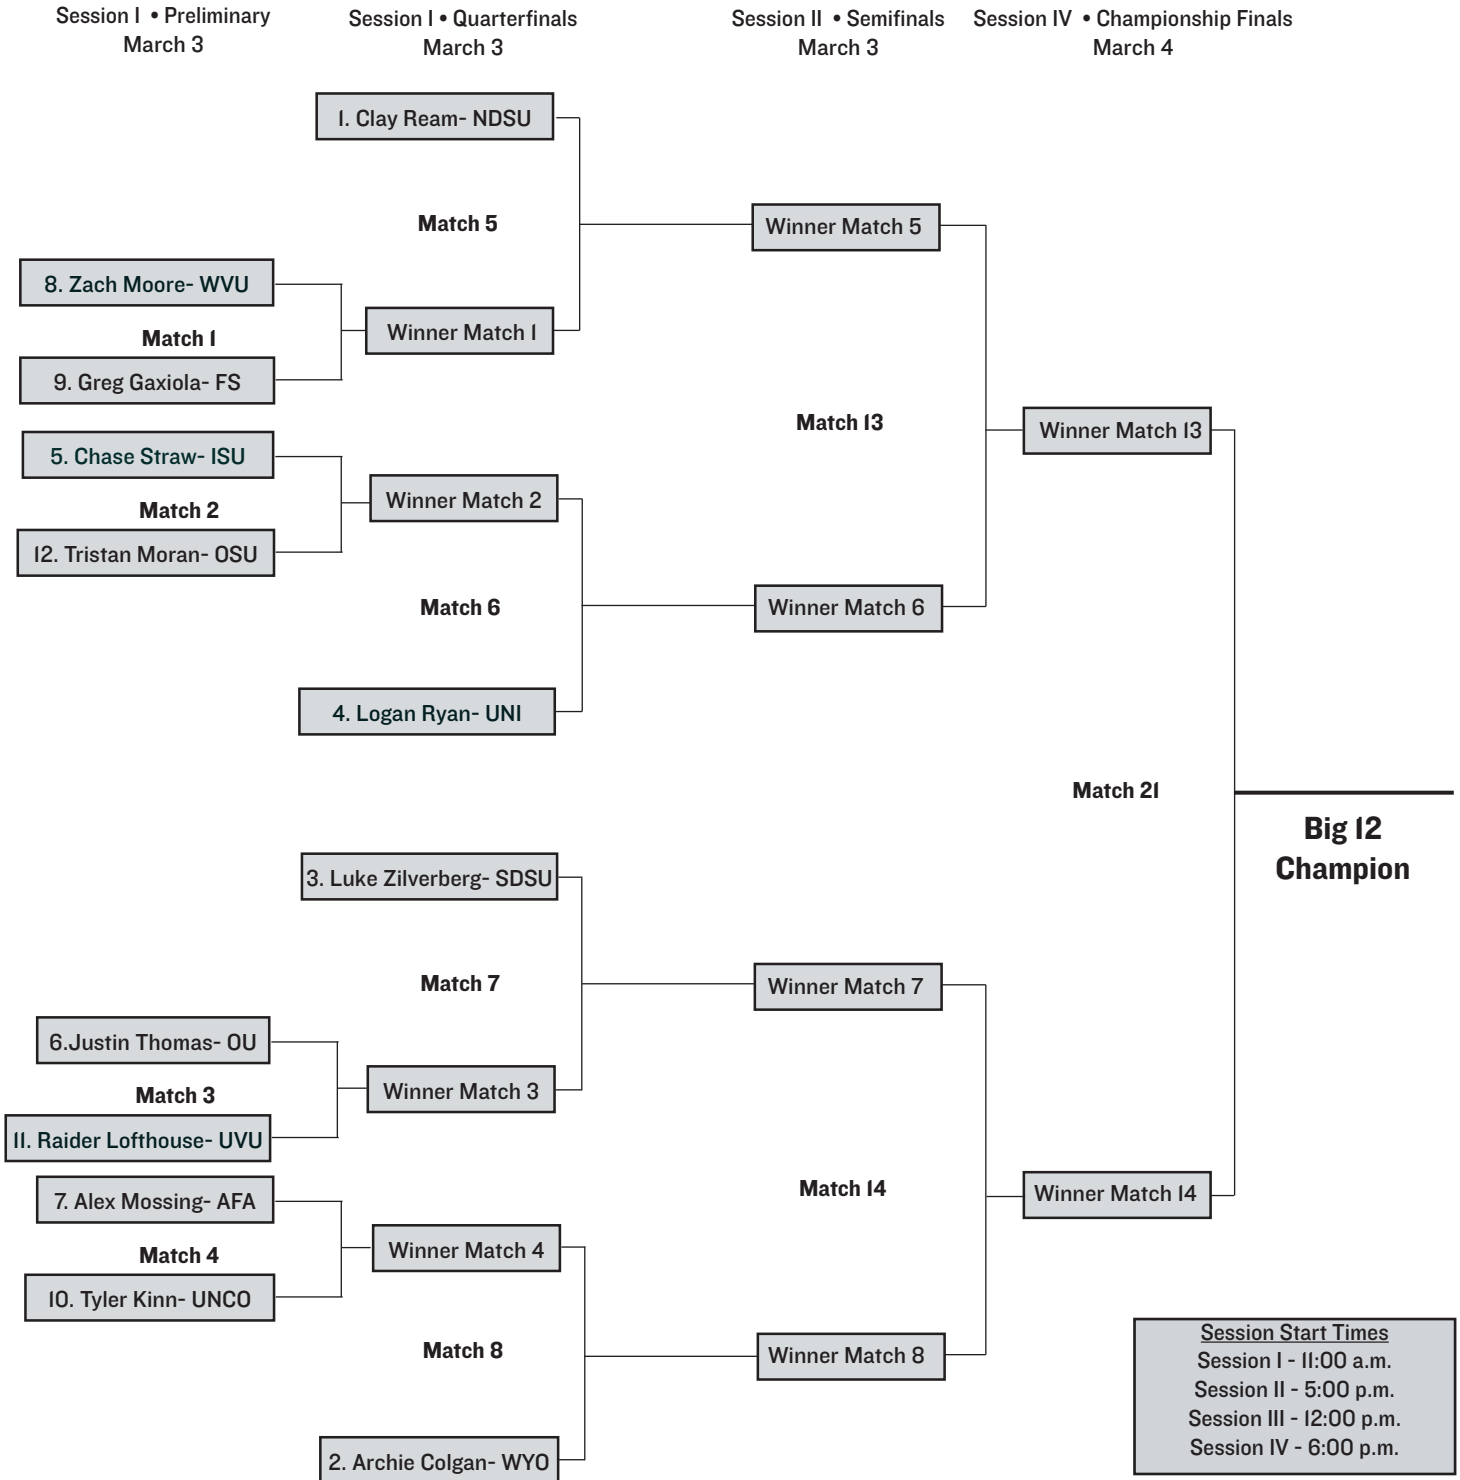 Session I • Preliminary
March 3
Session I • Quarterfinals
March 3
Session II • Semifinals
March 3
Session IV • Championship Finals
March 4
1. Clay Ream- NDSU
Match 5
Winner Match 5
8. Zach Moore- WVU
Match 1
Winner Match 1
9. Greg Gaxiola- FS
Match 13
Winner Match 13
5. Chase Straw- ISU
Match 2
Winner Match 2
12. Tristan Moran- OSU
Match 6
Winner Match 6
4. Logan Ryan- UNI
Match 21
Big 12
Champion
3. Luke Zilverberg- SDSU
Match 7
Winner Match 7
6.Justin Thomas- OU
Match 3
Winner Match 3
11. Raider Lofthouse- UVU
7. Alex Mossing- AFA
Match 14
Winner Match 14
Match 4
Winner Match 4
10. Tyler Kinn- UNCO
Match 8
Winner Match 8
2. Archie Colgan- WYO
Session Start Times
Session I - 11:00 a.m.
Session II - 5:00 p.m.
Session III - 12:00 p.m.
Session IV - 6:00 p.m.